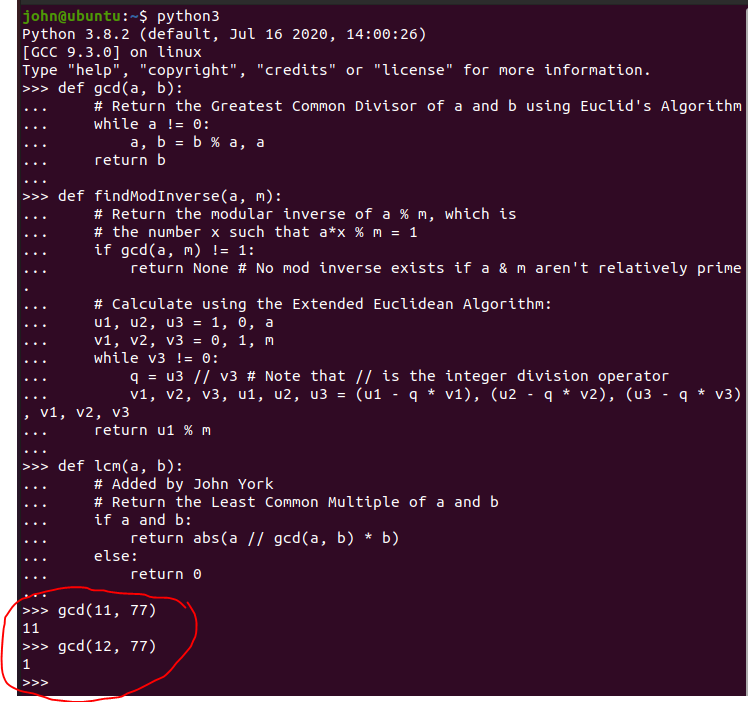 john@ubuntu:~$ python3
Python 3.8.2 (default, Jul 16 2020, 14:00:26)
[GCC 9.3.0] on linux
Type "help", "copyright", "credits" or "license" for more information.
>>> def gcd(a, b):
...     # Return the Greatest Common Divisor of a and b using Euclid's Algorithm
...     while a != 0:
...         a, b = b % a, a
...     return b
...
>>> def findModInverse(a, m):
...     # Return the modular inverse of a % m, which is
...     # the number x such that a*x % m = 1
...     if gcd(a, m) != 1:
...         return None # No mod inverse exists if a & m aren't relatively prime
.
...     # Calculate using the Extended Euclidean Algorithm:
...     u1, u2, u3 = 1, 0, a
...     v1, v2, v3 = 0, 1, m
...     while v3 != 0:
...         q = u3 // v3 # Note that // is the integer division operator
...         v1, v2, v3, u1, u2, u3 = (u1 - q * v1), (u2 - q * v2), (u3 - q * v3)
, v1, v2, v3
...     return u1 % m
...
>>> def lcm(a, b):
...     # Added by John York
...     # Return the Least Common Multiple of a and b
...     if a and b:
...         return abs(a // gcd(a, b) * b)
...     else:
...         return 0
...
>>> gcd(11, 77)
11
>>> gcd(12, 77)
1
>>>